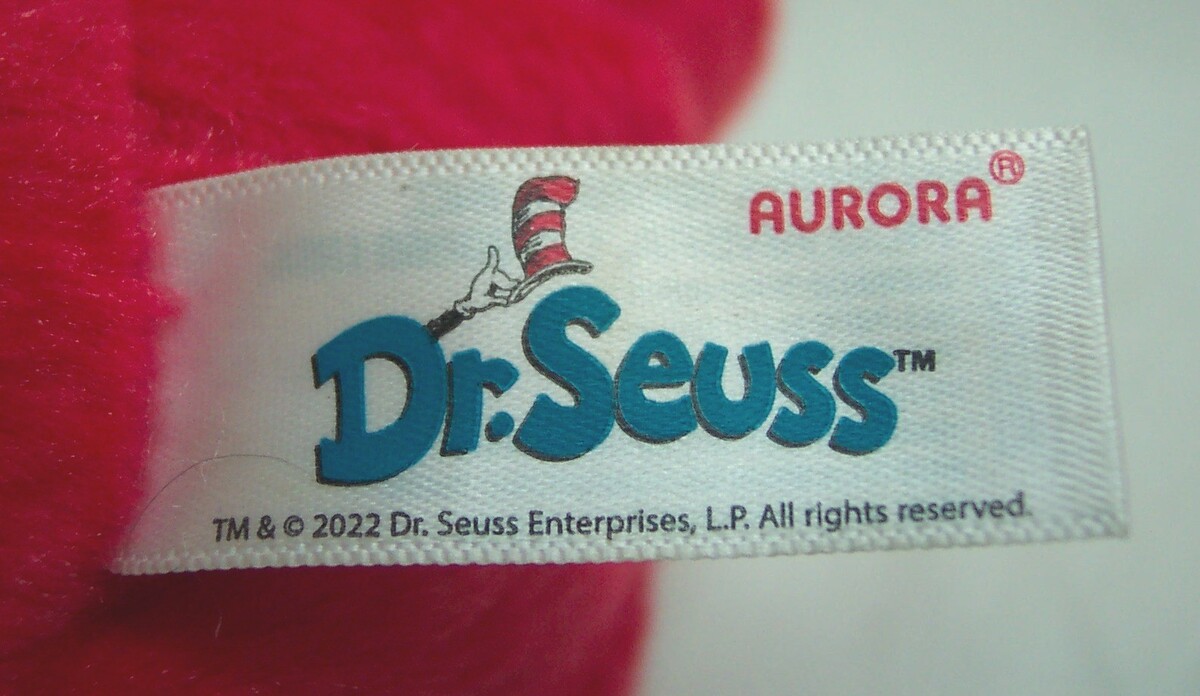 AURORA®
Dr. Seuss™
TM & © 2022 Dr. Seuss Enterprises, L.P. All rights reserved.